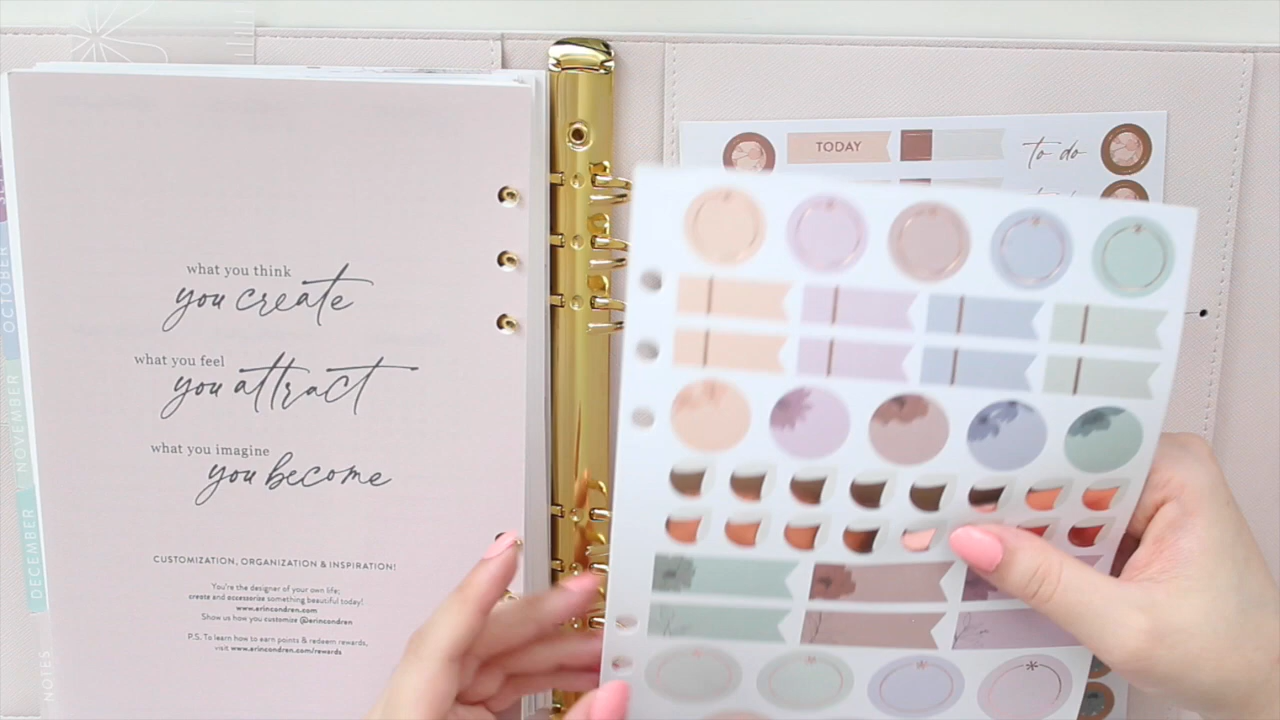 what you think
you create
what you feel
you attract
what you imagine
you become
CUSTOMIZATION, ORGANIZATION & INSPIRATION!
You're the designer of your own life;
create and accessorize something beautiful today!
www.erincondren.com
Show us how you customize @erincondren
P.S. To learn how to earn points & redeem rewards,
visit www.erincondren.com/rewards
OCTOBER
NOVEMBER
DECEMBER
NOTES
TODAY
to do